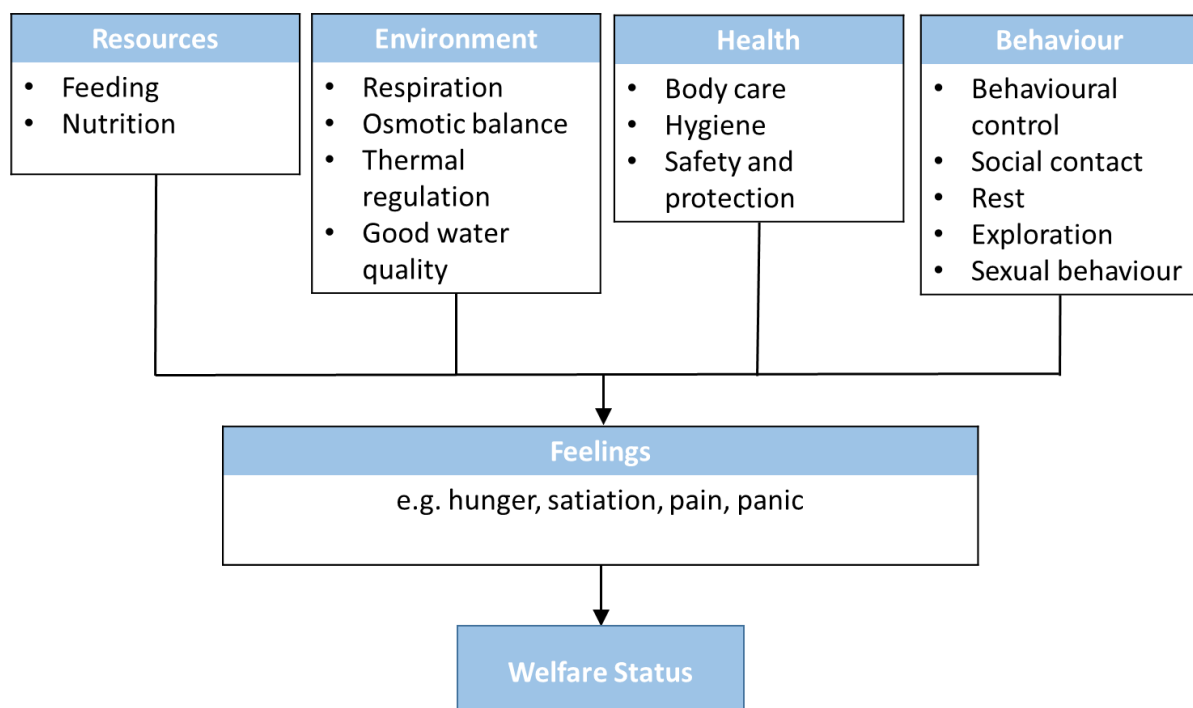 Resources
• Feeding
• Nutrition
Environment
• Respiration
• Osmotic balance
• Thermal
regulation
• Good water
quality
Health
• Body care
• Hygiene
• Safety and
protection
Behaviour
• Behavioural
control
• Social contact
• Rest
• Exploration
• Sexual behaviour
Feelings
e.g. hunger, satiation, pain, panic
Welfare Status